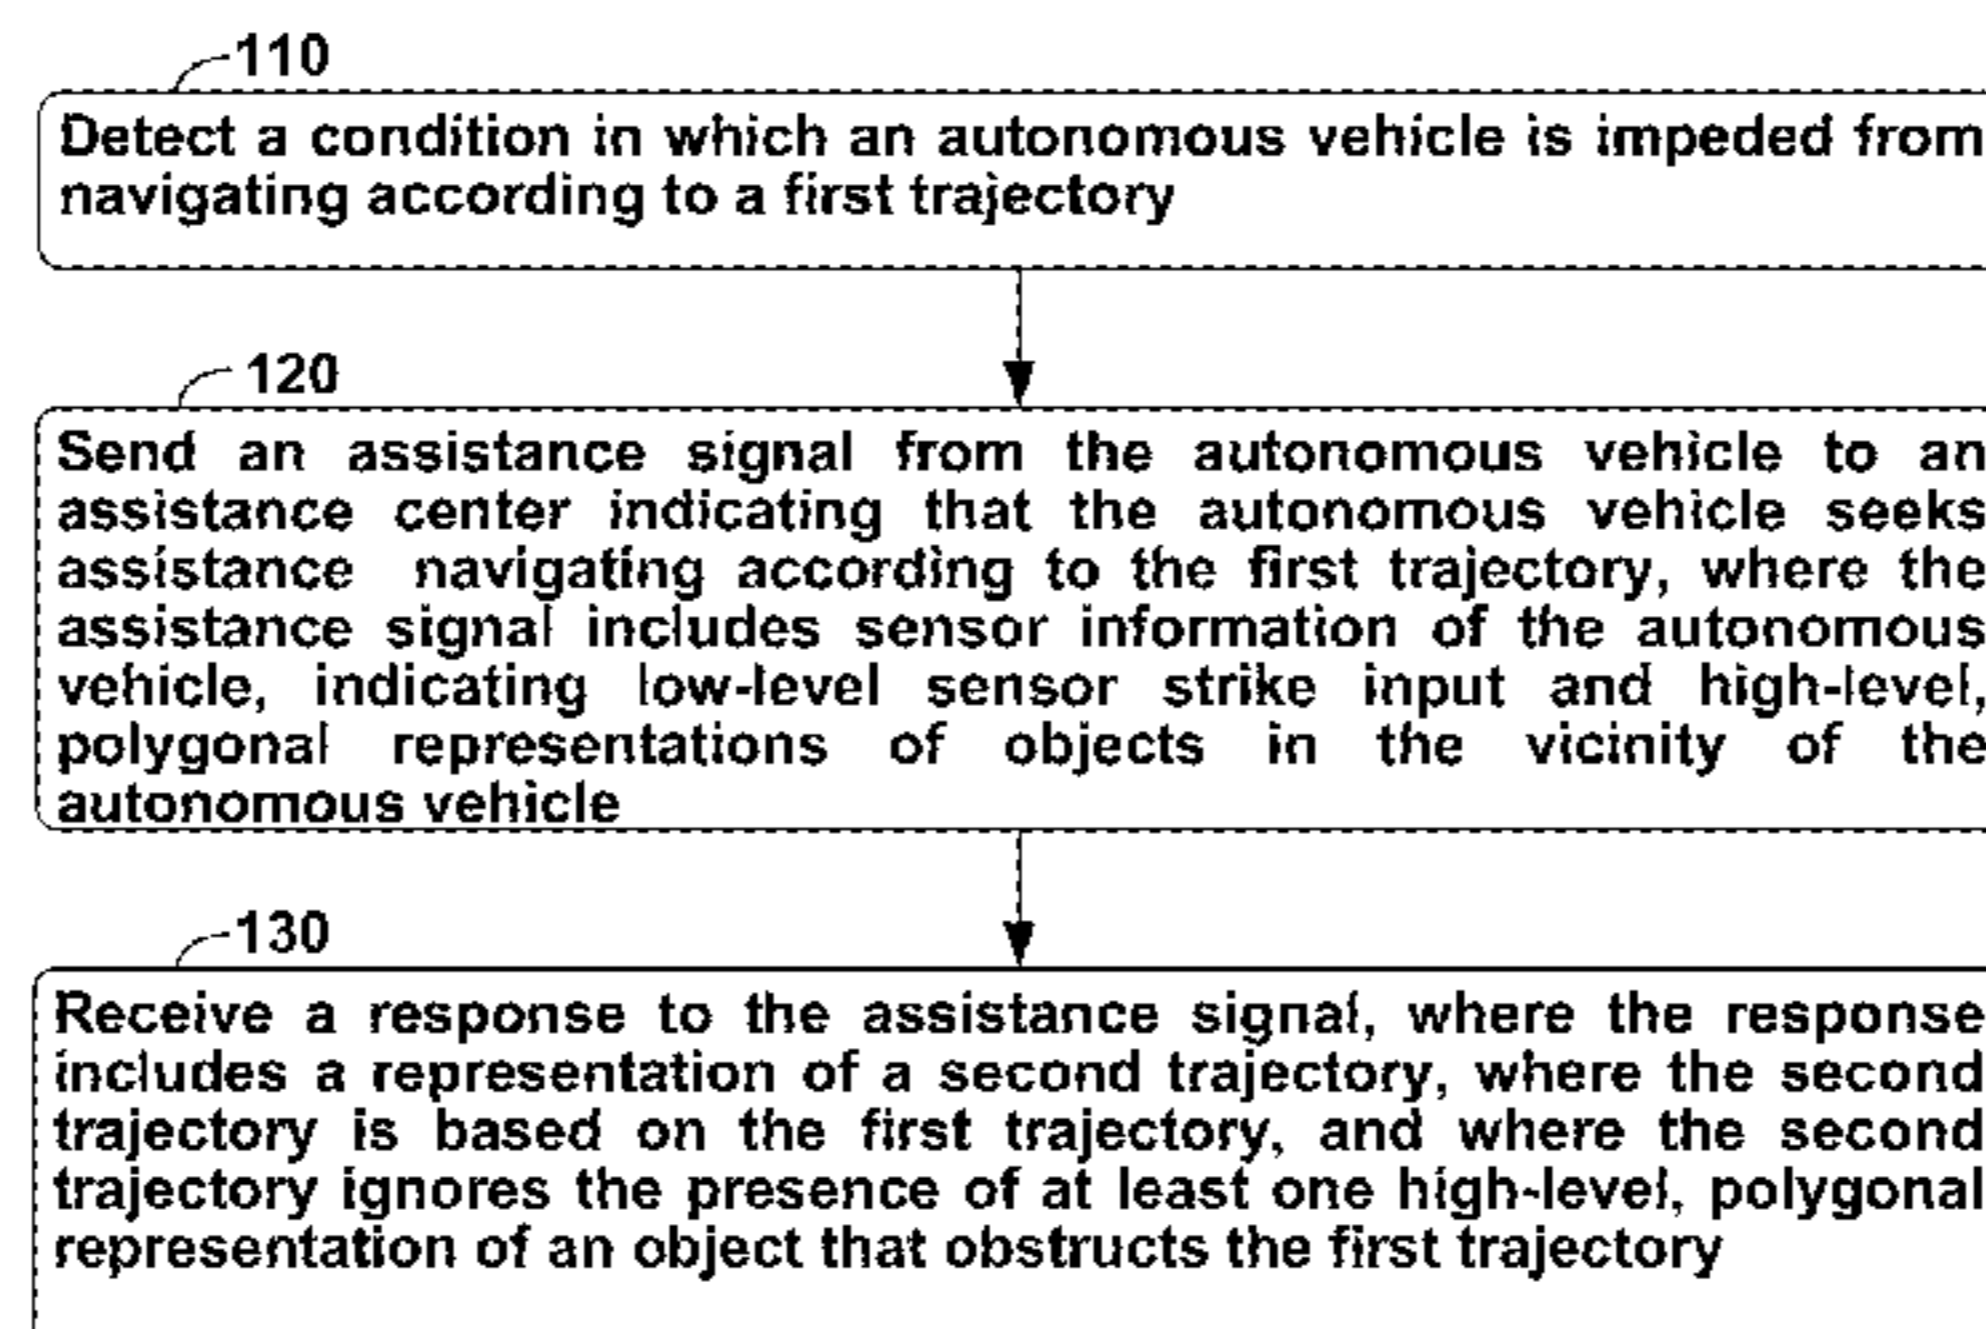 110
Detect a condition in which an autonomous vehicle is impeded from
navigating according to a first trajectory
120
Send an assistance signal from the autonomous vehicle to an
assistance center indicating that the autonomous vehicle seeks
assistance navigating according to the first trajectory, where the
assistance signal includes sensor information of the autonomous
vehicle, indicating low-level sensor strike input and high-level,
polygonal representations of objects in the vicinity of the
autonomous vehicle
130
Receive a response to the assistance signal, where the response
includes a representation of a second trajectory, where the second
trajectory is based on the first trajectory, and where the second
trajectory ignores the presence of at least one high-level, polygonal
representation of an object that obstructs the first trajectory